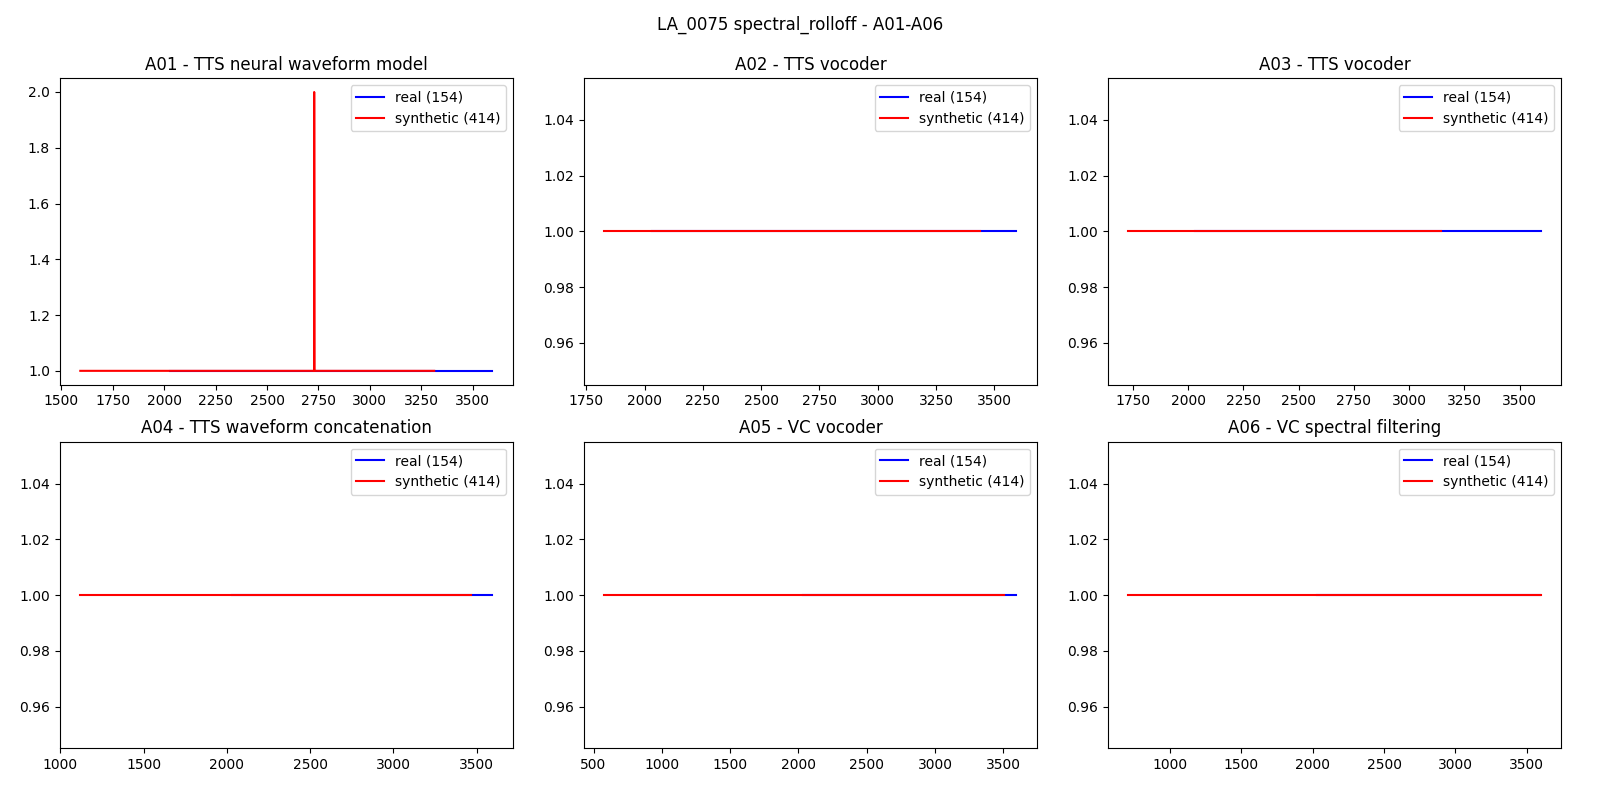 LA_0075 spectral_rolloff - A01-A06
A01 - TTS neural waveform model
real (154)
synthetic (414)
2.0
1.8
1.6
1.4
1.2
1.0
1500 1750 2000 2250 2500 2750 3000 3250 3500
A02 - TTS vocoder
real (154)
synthetic (414)
1.04
1.02
1.00
0.98
0.96
1750 2000 2250 2500 2750 3000 3250 3500
A03 - TTS vocoder
real (154)
synthetic (414)
1.04
1.02
1.00
0.98
0.96
1750 2000 2250 2500 2750 3000 3250 3500
A04 - TTS waveform concatenation
real (154)
synthetic (414)
1.04
1.02
1.00
0.98
0.96
1000 1500 2000 2500 3000 3500
A05 - VC vocoder
real (154)
synthetic (414)
1.04
1.02
1.00
0.98
0.96
500 1000 1500 2000 2500 3000 3500
A06 - VC spectral filtering
real (154)
synthetic (414)
1.04
1.02
1.00
0.98
0.96
1000 1500 2000 2500 3000 3500